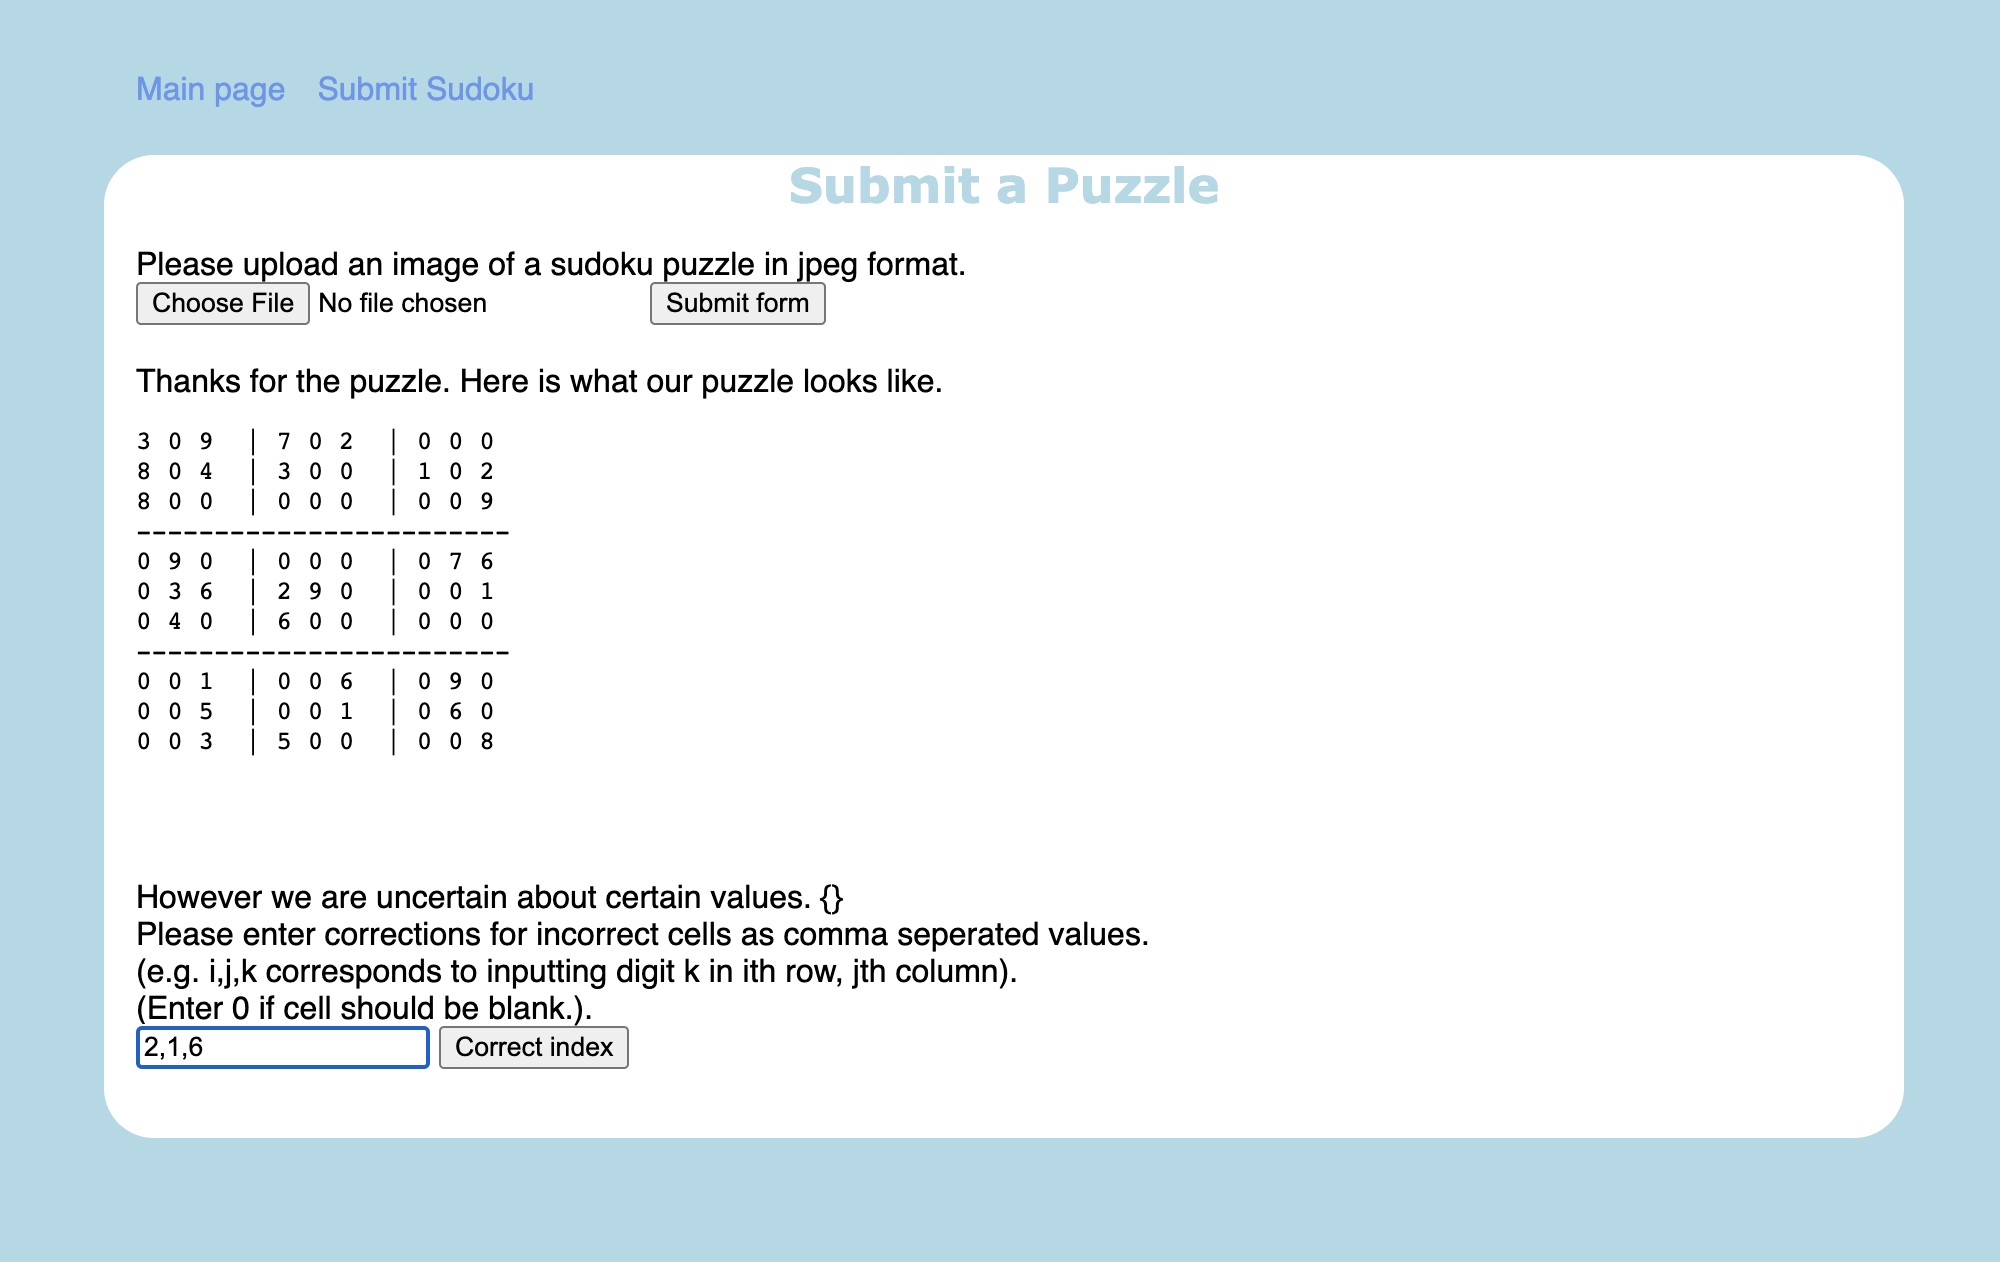 Main page Submit Sudoku
Submit a Puzzle
Please upload an image of a sudoku puzzle in jpeg format.
Choose File No file chosen Submit form
Thanks for the puzzle. Here is what our puzzle looks like.
3 0 9 | 7 0 2 | 0 0 0
8 0 4 | 3 0 0 | 1 0 2
8 0 0 | 0 0 0 | 0 0 9
------------------------
0 9 0 | 0 0 0 | 0 7 6
0 3 6 | 2 9 0 | 0 0 1
0 4 0 | 6 0 0 | 0 0 0
------------------------
0 0 1 | 0 0 6 | 0 9 0
0 0 5 | 0 0 1 | 0 6 0
0 0 3 | 5 0 0 | 0 0 8
However we are uncertain about certain values. {}
Please enter corrections for incorrect cells as comma seperated values.
(e.g. i,j,k corresponds to inputting digit k in ith row, jth column).
(Enter 0 if cell should be blank.).
2,1,6 Correct index